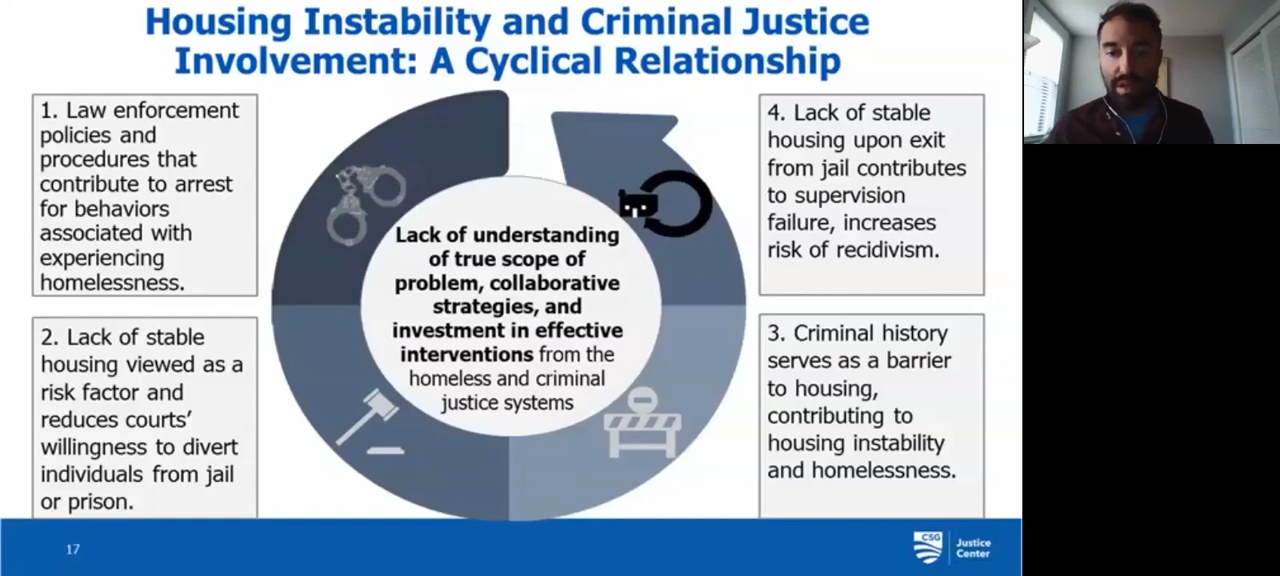 Housing Instability and Criminal Justice
Involvement: A Cyclical Relationship
1. Law enforcement
policies and
procedures that
contribute to arrest
for behaviors
associated with
experiencing
homelessness.
2. Lack of stable
housing viewed as a
risk factor and
reduces courts’
willingness to divert
individuals from jail
or prison.
Lack of understanding
of true scope of
problem, collaborative
strategies, and
investment in effective
interventions from the
homeless and criminal
justice systems
4. Lack of stable
housing upon exit
from jail contributes
to supervision
failure, increases
risk of recidivism.
3. Criminal history
serves as a barrier
to housing,
contributing to
housing instability
and homelessness.
17
CSG
Justice
Center